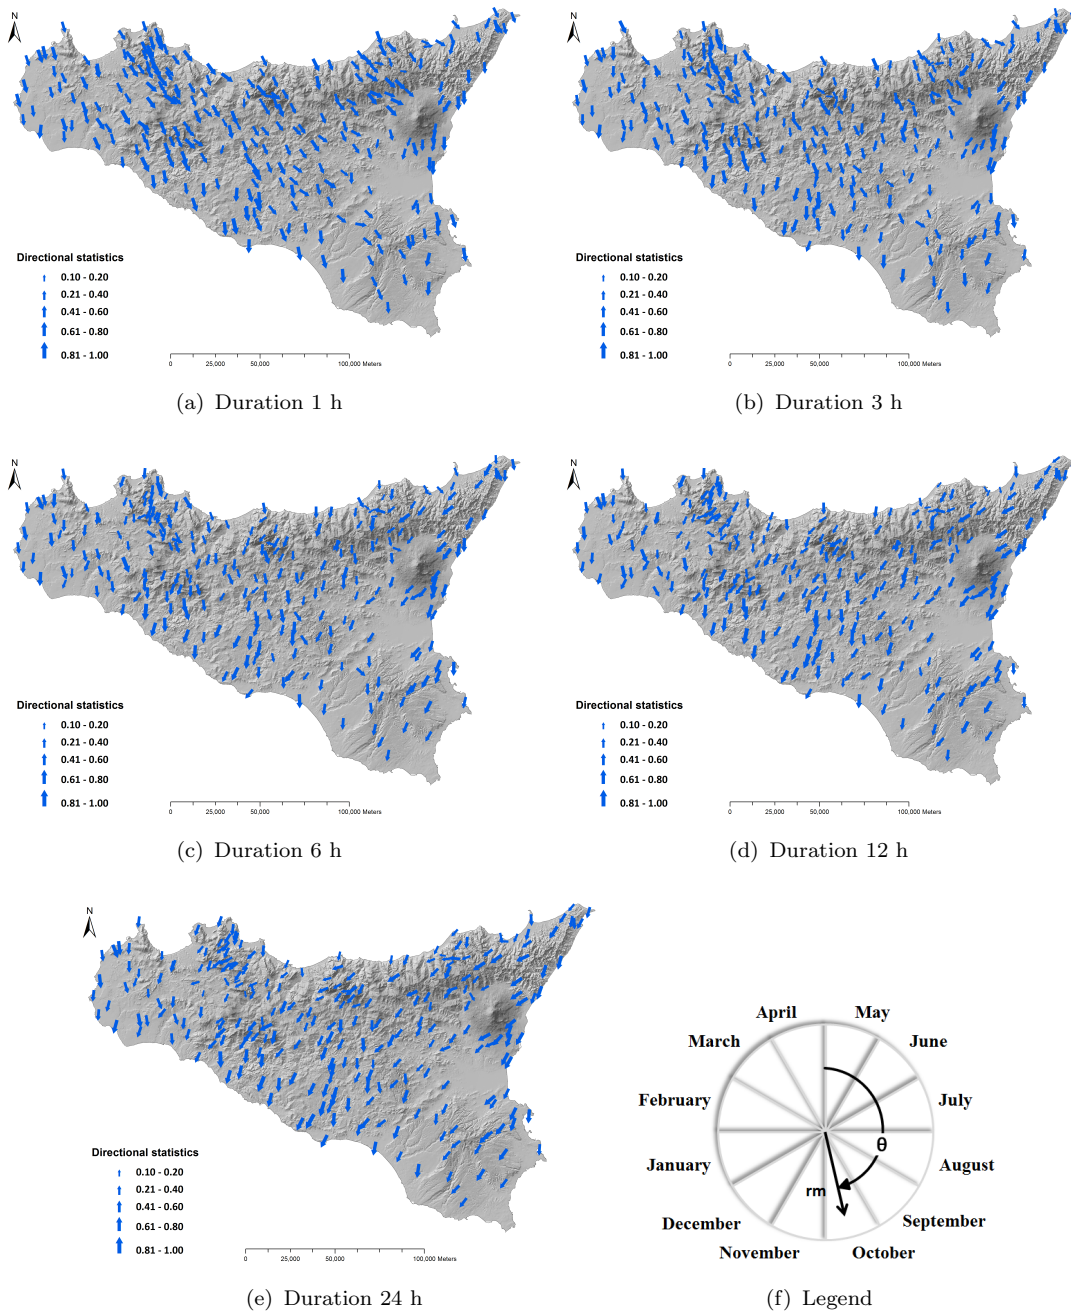 N
Directional statistics
0.10 - 0.20
0.21 - 0.40
0.41 - 0.60
0.61 - 0.80
0.81 - 1.00
0 25,000 50,000 100,000 Meters
(a) Duration 1 h
N
Directional statistics
0.10 - 0.20
0.21 - 0.40
0.41 - 0.60
0.61 - 0.80
0.81 - 1.00
0 25,000 50,000 100,000 Meters
(b) Duration 3 h
N
Directional statistics
0.10 - 0.20
0.21 - 0.40
0.41 - 0.60
0.61 - 0.80
0.81 - 1.00
0 25,000 50,000 100,000 Meters
(c) Duration 6 h
N
Directional statistics
0.10 - 0.20
0.21 - 0.40
0.41 - 0.60
0.61 - 0.80
0.81 - 1.00
0 25,000 50,000 100,000 Meters
(d) Duration 12 h
N
Directional statistics
0.10 - 0.20
0.21 - 0.40
0.41 - 0.60
0.61 - 0.80
0.81 - 1.00
0 25,000 50,000 100,000 Meters
(e) Duration 24 h
April May
March June
February July
θ
January August
rm
December September
November October
(f) Legend